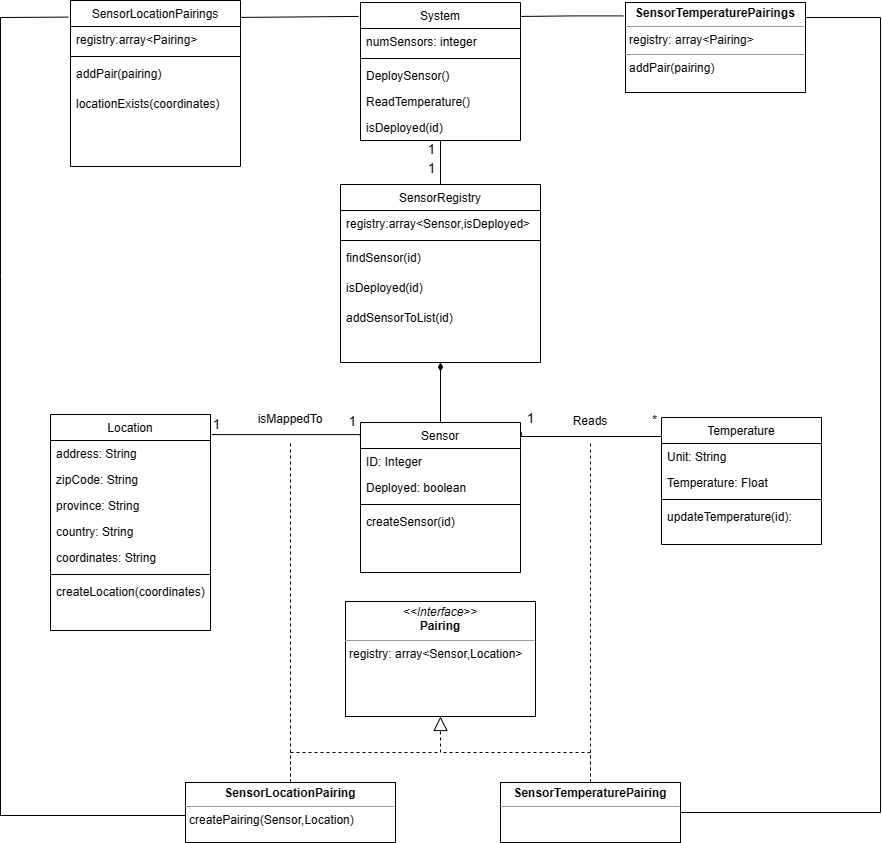 SensorLocationPairings
registry:array<Pairing>
addPair(pairing)
locationExists(coordinates)
System
numSensors: integer
DeploySensor()
ReadTemperature()
isDeployed(id)
SensorTemperaturePairings
registry: array<Pairing>
addPair(pairing)
1
1
SensorRegistry
registry:array<Sensor,isDeployed>
findSensor(id)
isDeployed(id)
addSensorToList(id)
1
isMappedTo
1
1
Reads
*
Location
address: String
zipCode: String
province: String
country: String
coordinates: String
createLocation(coordinates)
Sensor
ID: Integer
Deployed: boolean
createSensor(id)
Temperature
Unit: String
Temperature: Float
updateTemperature(id):
<<Interface>>
Pairing
registry: array<Sensor,Location>
SensorLocationPairing
createPairing(Sensor,Location)
SensorTemperaturePairing